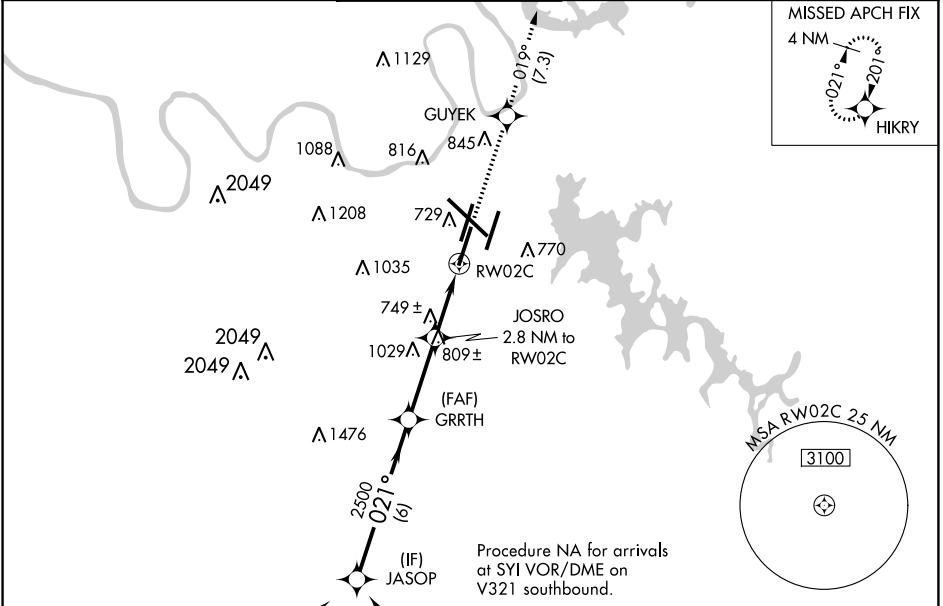 MISSED APCH FIX
4 NM
021°
201°
HIKRY
1129
019°
(7.3)
GUYEK
845
1088
816
2049
1208
729
770
1035
RW02C
749 ±
JOSRO
2.8 NM to
RW02C
2049
2049
1029
809 ±
(FAF)
GRRTH
1476
MSA RW02C 25 NM
3100
2500
021°
(6)
(IF)
JASOP
Procedure NA for arrivals
at SYI VOR/DME on
V321 southbound.